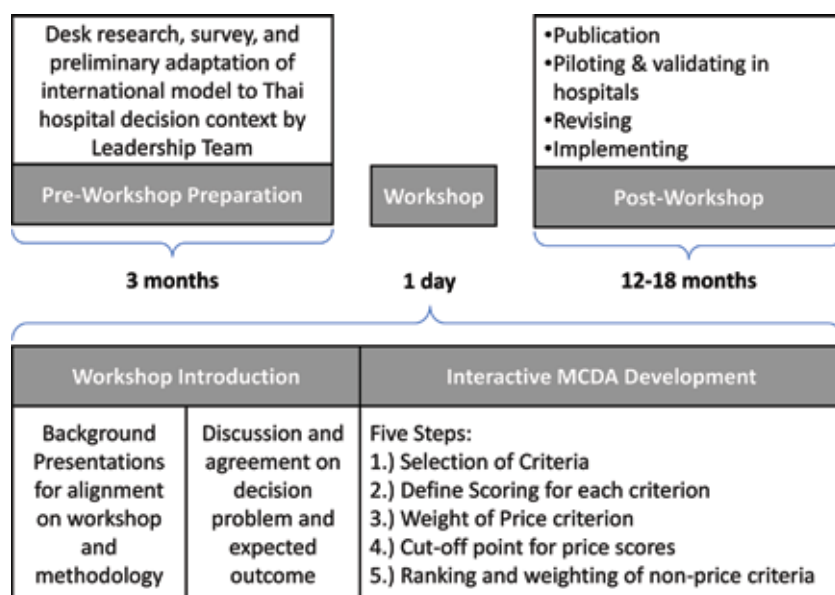 Desk research, survey, and
preliminary adaptation of
international model to Thai
hospital decision context by
Leadership Team
Pre-Workshop Preparation
3 months
Workshop
1 day
•Publication
•Piloting & validating in
hospitals
•Revising
•Implementing
Post-Workshop
12-18 months
Workshop Introduction
Background
Presentations
for alignment
on workshop
and
methodology
Discussion and
agreement on
decision
problem and
expected
outcome
Interactive MCDA Development
Five Steps:
1.) Selection of Criteria
2.) Define Scoring for each criterion
3.) Weight of Price criterion
4.) Cut-off point for price scores
5.) Ranking and weighting of non-price criteria